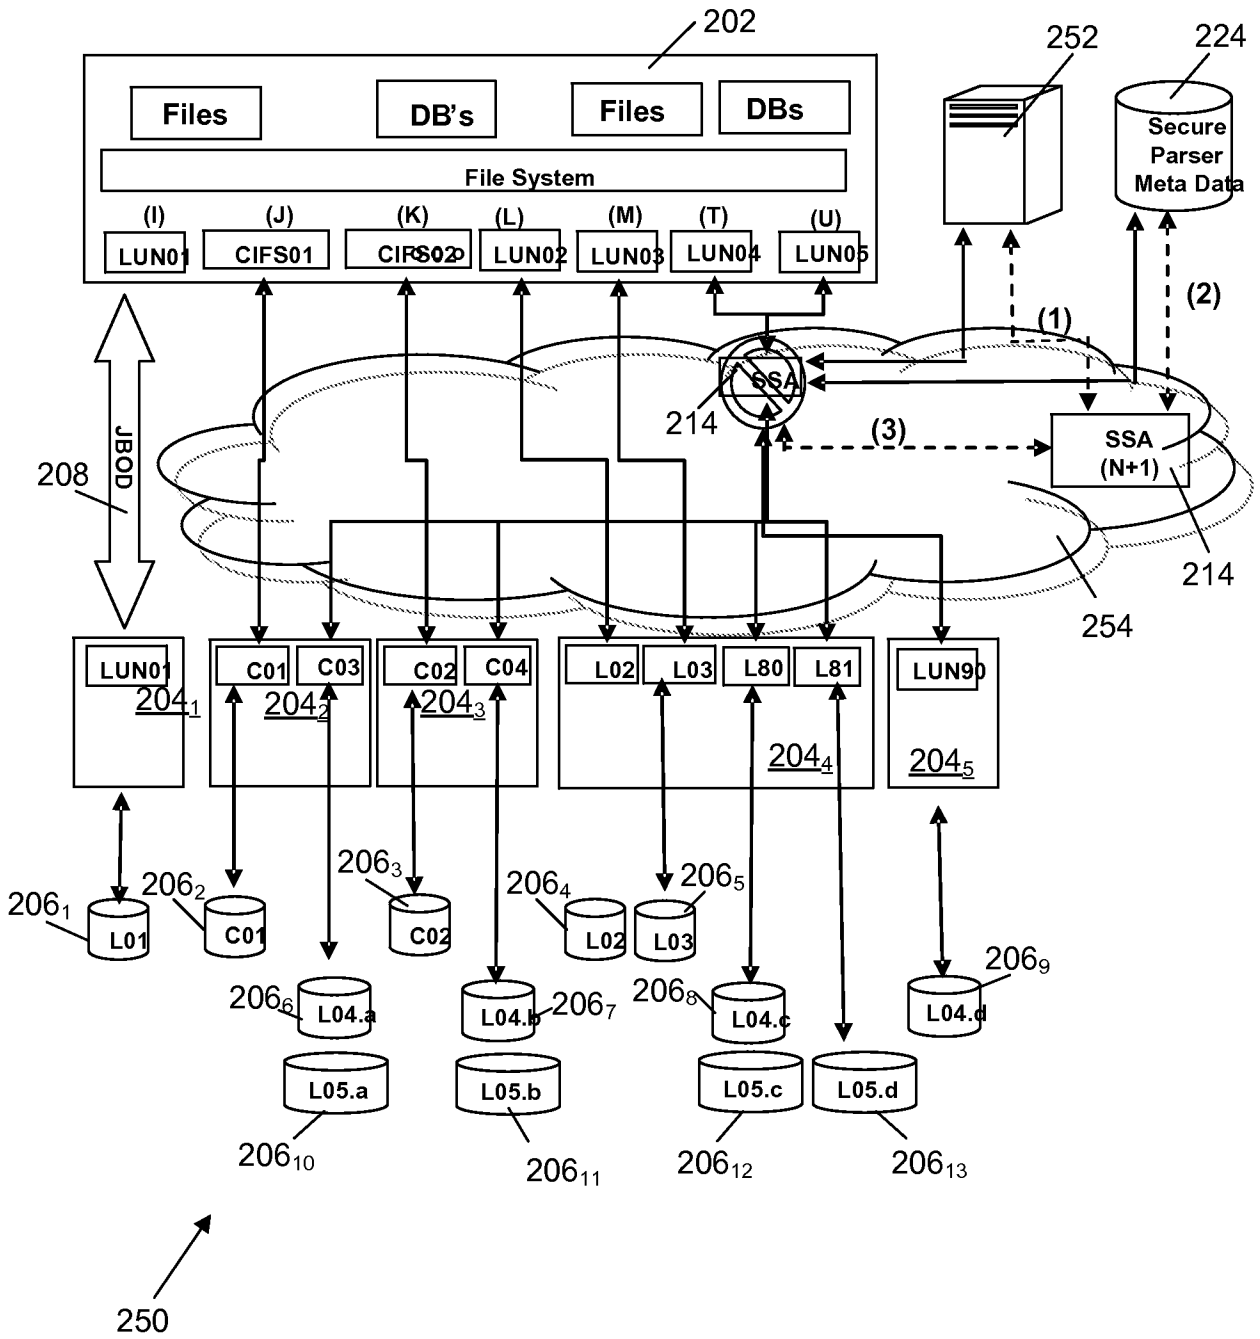 202
252
224
Files
DB's
Files
DBs
Secure
Parser
Meta Data
File System
(I)
(J)
(K)
(L)
(M)
(T)
(U)
LUN01
CIFS01
CIFS02
LUN02
LUN03
LUN04
LUN05
(1)
(2)
JBOD
208
SSA
214
(3)
SSA
(N+1)
214
254
LUN01
C01
C03
C02
C04
L02
L03
L80
L81
LUN90
204₁
204₂
204₃
204₄
204₅
206₁
206₂
206₃
206₄
206₅
L01
C01
C02
L02
L03
206₆
L04.a
L04.b
206₇
206₈
L04.c
L04.d
206₉
L05.a
L05.b
L05.c
L05.d
206₁₀
206₁₁
206₁₂
206₁₃
250